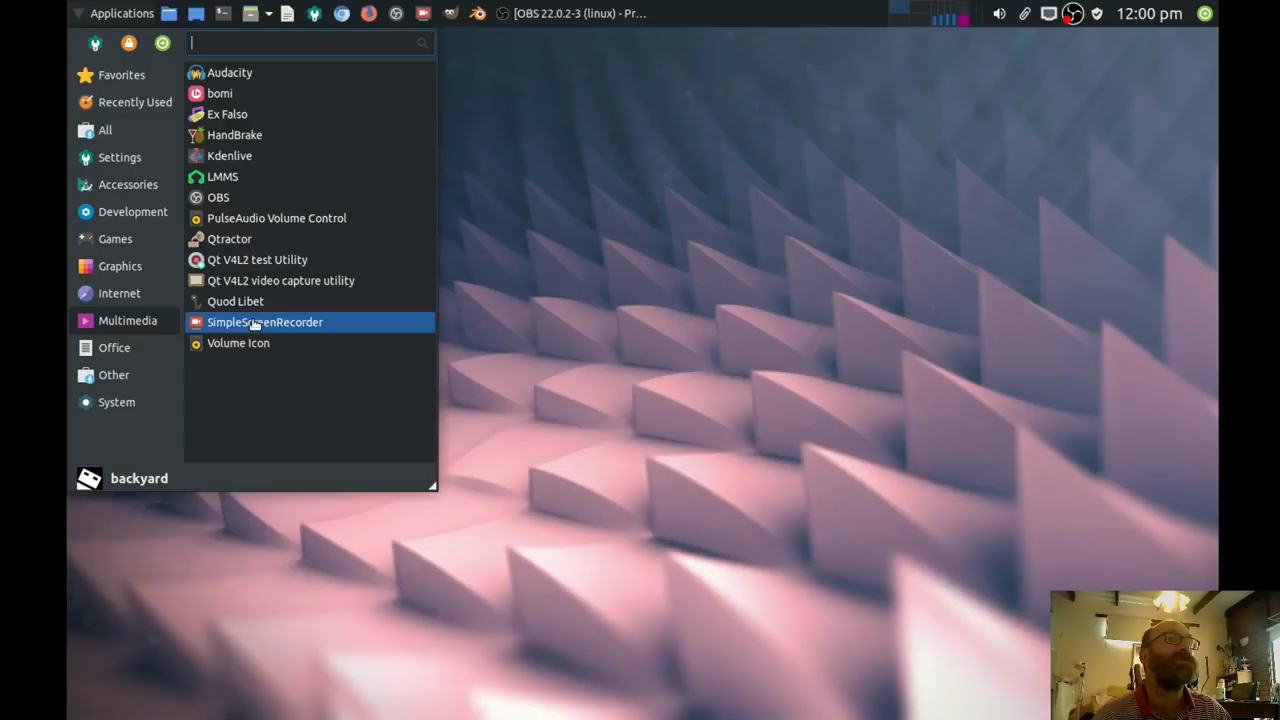 Applications
[OBS 22.0.2-3 (linux) - Pr...
12:00 pm
Favorites
Recently Used
All
Settings
Accessories
Development
Games
Graphics
Internet
Multimedia
Office
Other
System
Audacity
bomi
Ex Falso
HandBrake
Kdenlive
LMMS
OBS
PulseAudio Volume Control
Qtractor
Qt V4L2 test Utility
Qt V4L2 video capture utility
Quod Libet
SimpleScreenRecorder
Volume Icon
backyard